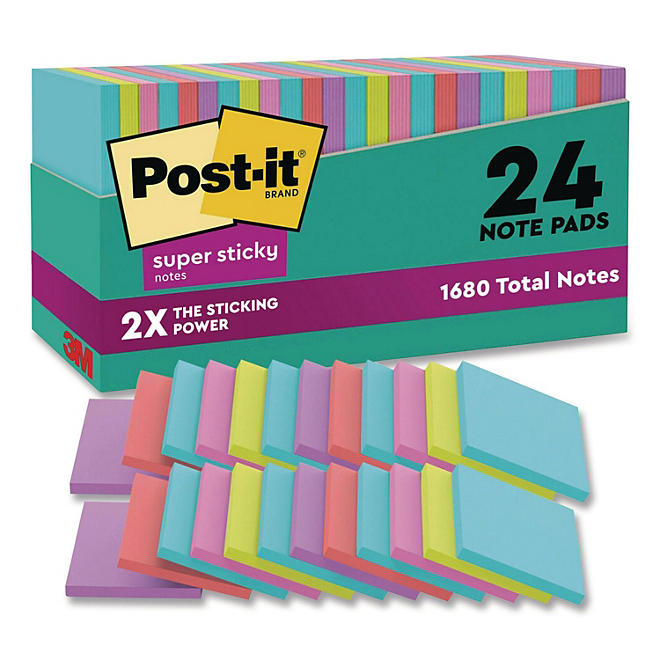 Post-it®
BRAND
super sticky
notes
2X THE STICKING
POWER
3M
24
NOTE PADS
1680 Total Notes